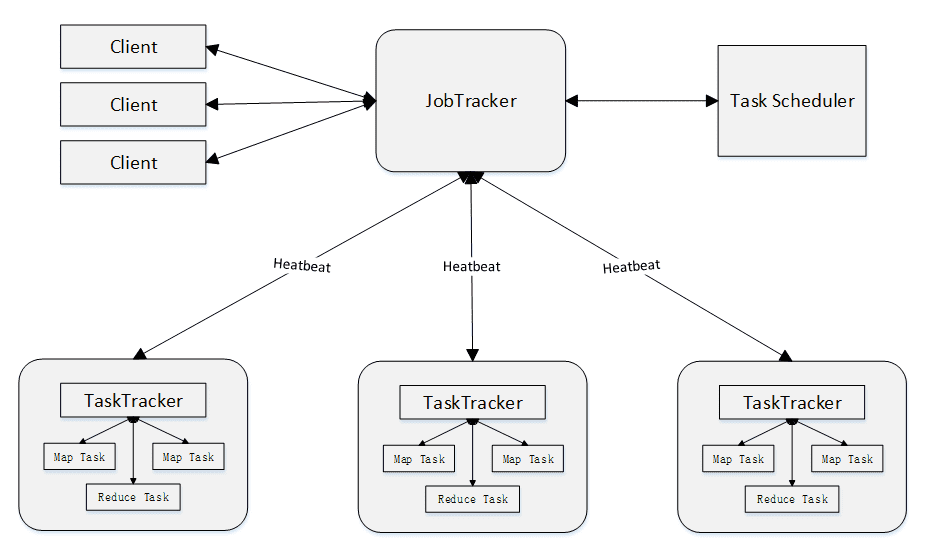 Client
Client
Client
JobTracker
Task Scheduler
Heatbeat
Heatbeat
Heatbeat
TaskTracker
Map Task
Map Task
Reduce Task
TaskTracker
Map Task
Map Task
Reduce Task
TaskTracker
Map Task
Map Task
Reduce Task